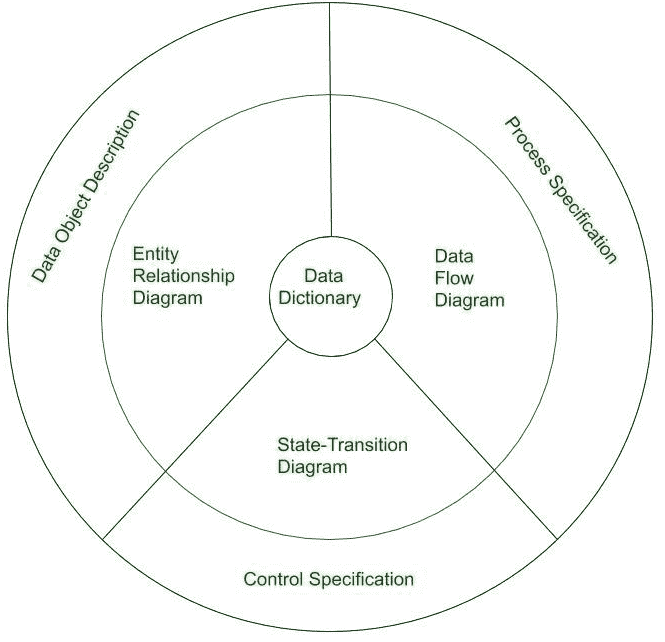 Data Object Description
Process Specification
Entity
Relationship
Diagram
Data
Dictionary
Data
Flow
Diagram
State-Transition
Diagram
Control Specification